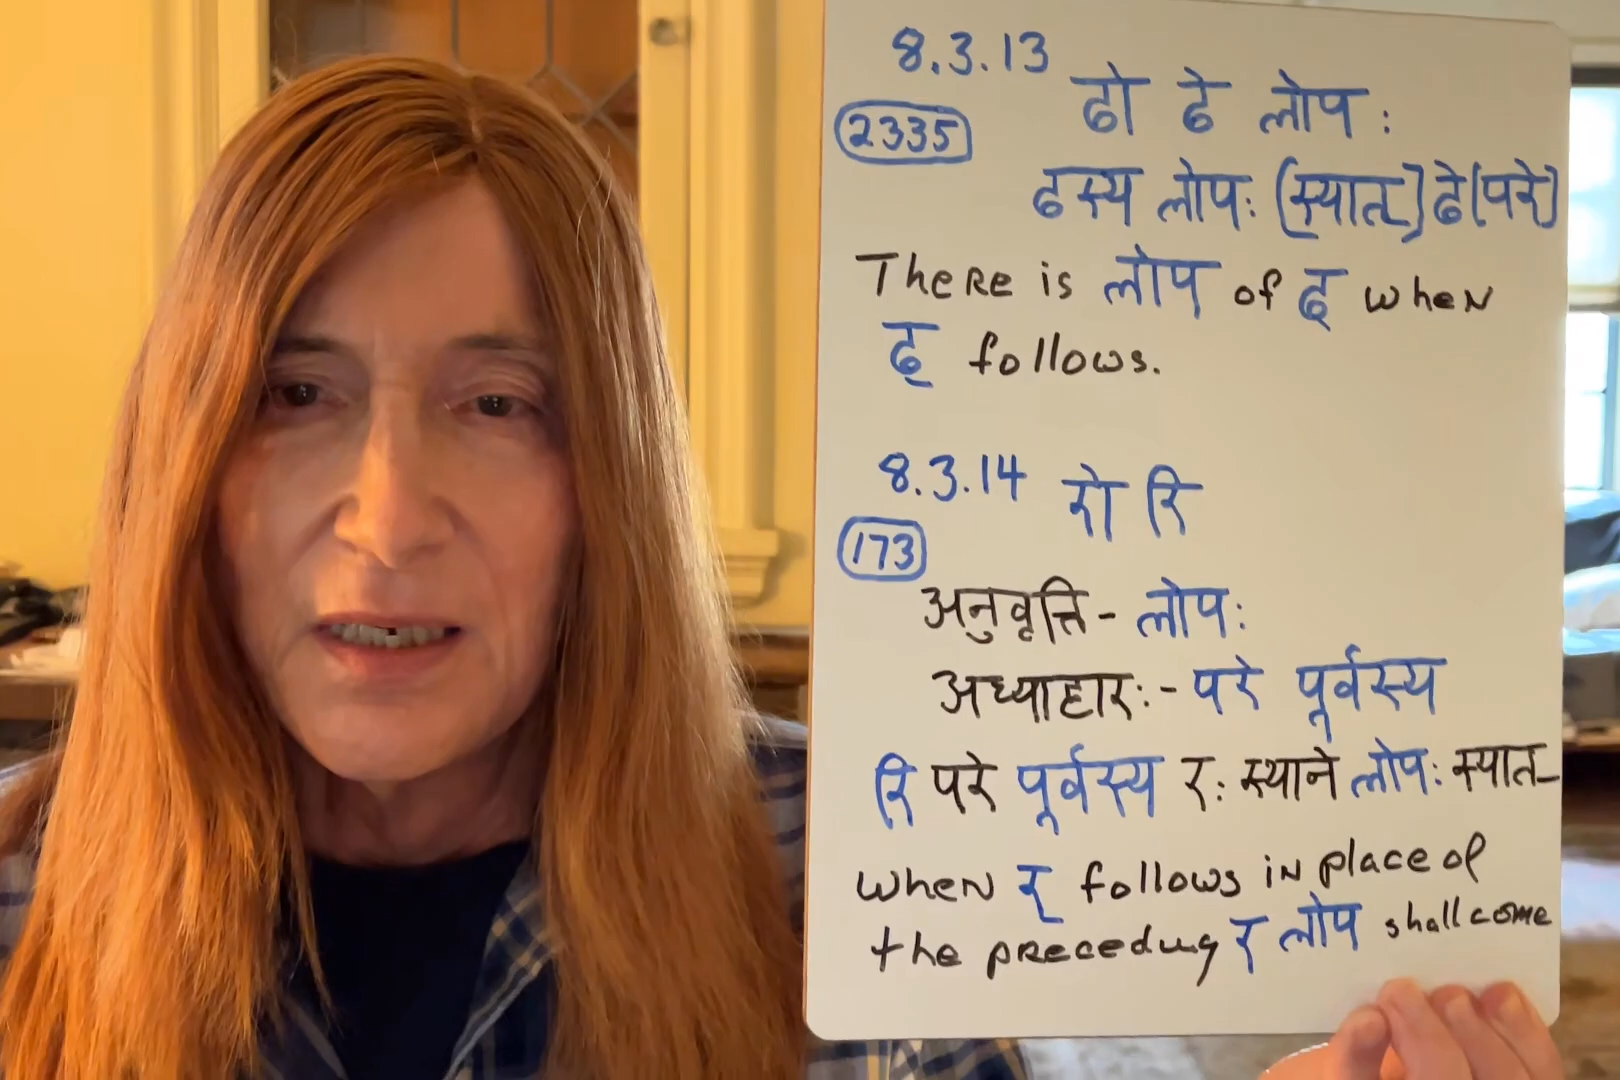 8.3.13
ढो ढे लोप:
2335
ढस्य लोप: (स्यात्) ढे (परे)
There is लोप of ढ् when
ढ् follows.
8.3.14 रो रि
173
अनुवृत्ति - लोप:
अध्याहार: - परे पूर्वस्य
रि परे पूर्वस्य र: स्थाने लोप: स्यात्
when र् follows in place of
the preceding र् लोप shall come